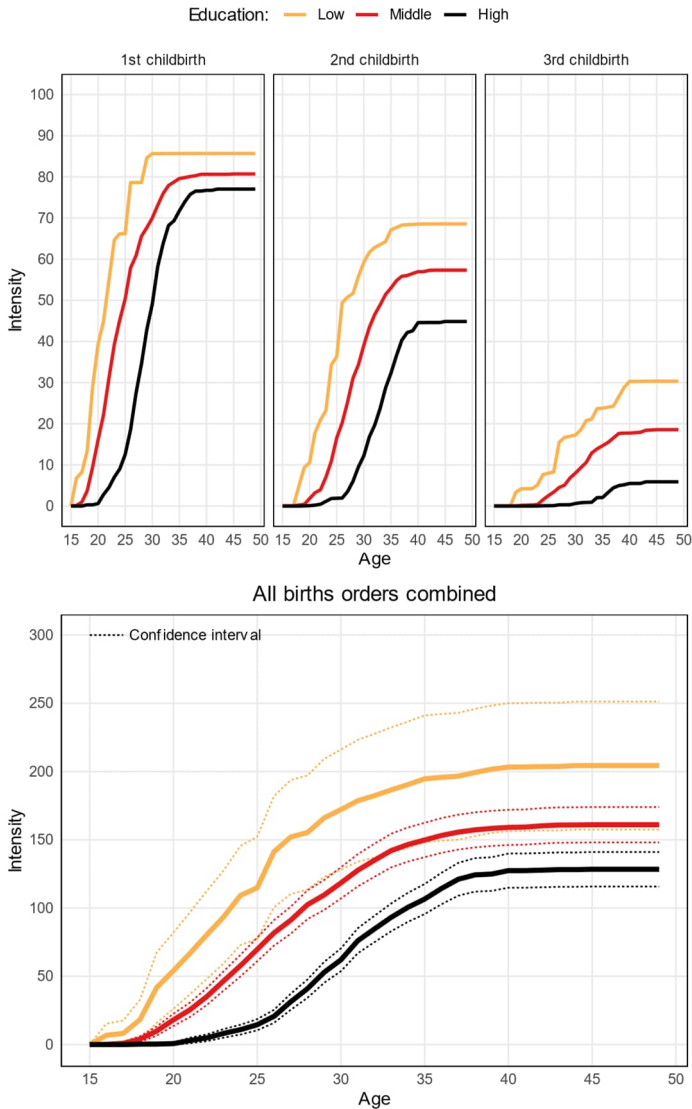 Education: Low Middle High
1st childbirth 2nd childbirth 3rd childbirth
100
90
80
70
60
50
40
30
20
10
0
Intensity
15 20 25 30 35 40 45 50 15 20 25 30 35 40 45 50 15 20 25 30 35 40 45 50
Age
All births orders combined
Confidence interval
300
250
200
150
100
50
0
Intensity
15 20 25 30 35 40 45 50
Age